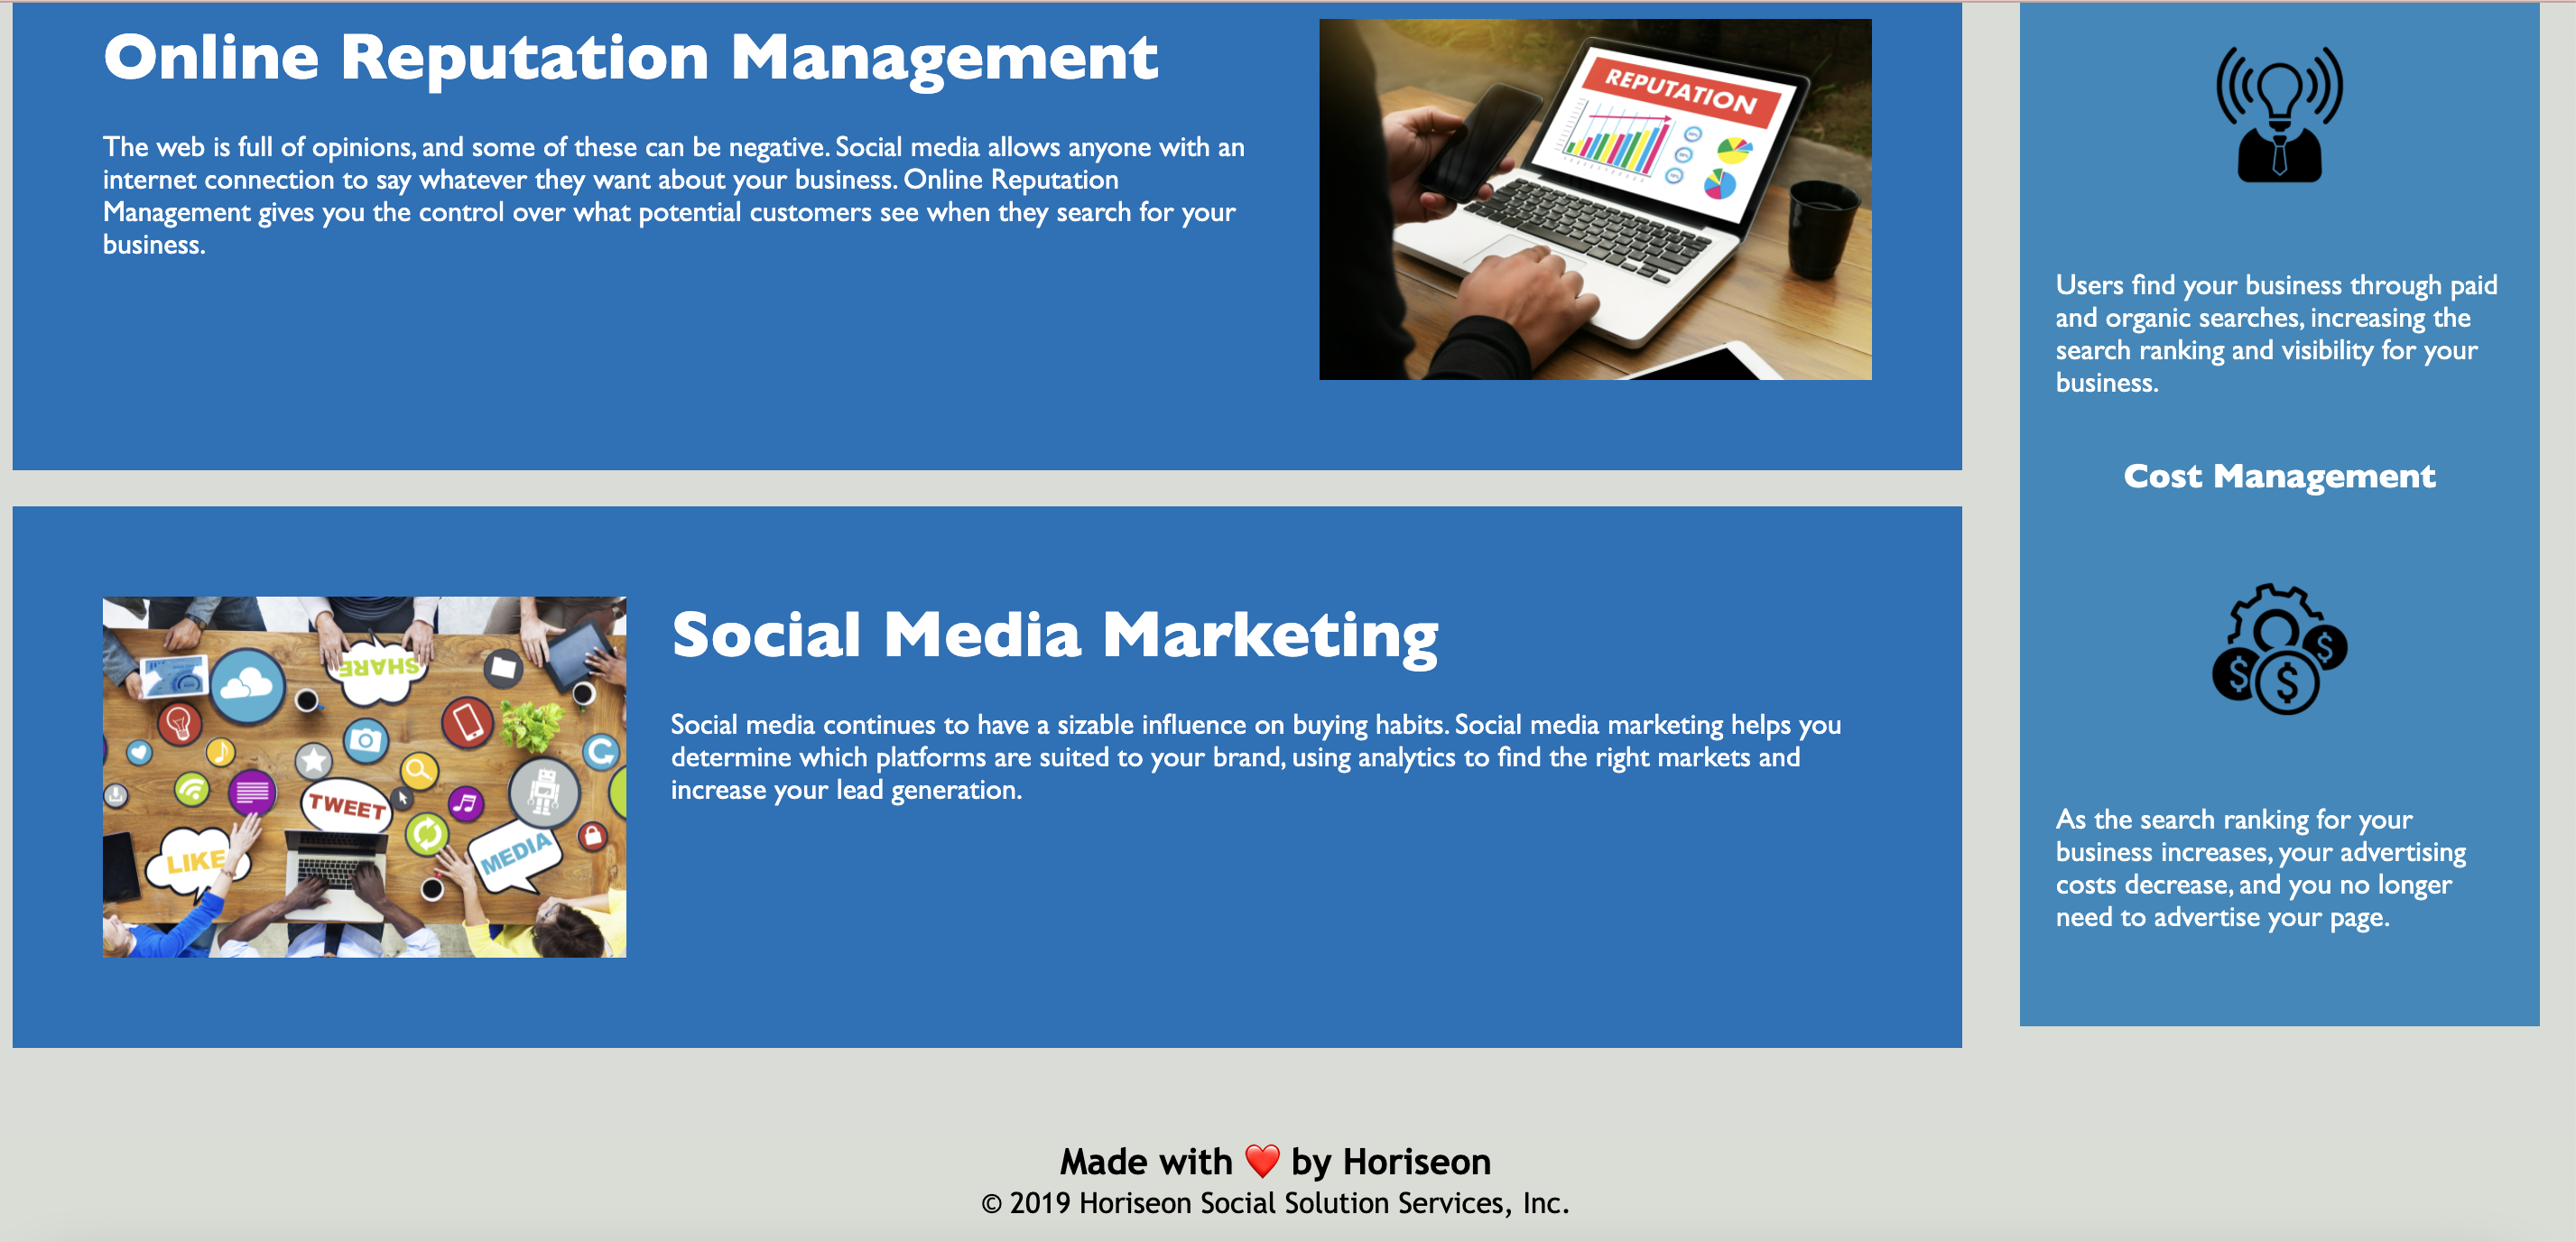 Online Reputation Management
The web is full of opinions, and some of these can be negative. Social media allows anyone with an
internet connection to say whatever they want about your business. Online Reputation
Management gives you the control over what potential customers see when they search for your
business.
REPUTATION
Social Media Marketing
Social media continues to have a sizable influence on buying habits. Social media marketing helps you
determine which platforms are suited to your brand, using analytics to find the right markets and
increase your lead generation.
SHARE
TWEET
LIKE
MEDIA
Users find your business through paid
and organic searches, increasing the
search ranking and visibility for your
business.
Cost Management
$ $ $
As the search ranking for your
business increases, your advertising
costs decrease, and you no longer
need to advertise your page.
Made with ❤️ by Horiseon
© 2019 Horiseon Social Solution Services, Inc.